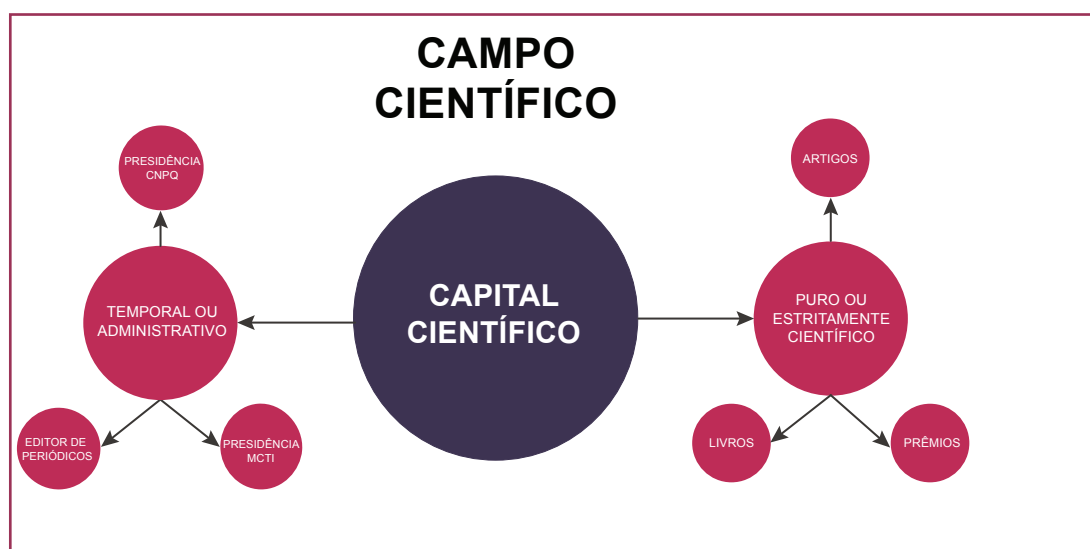 CAMPO
CIENTÍFICO
PRESIDÊNCIA
CNPQ
ARTIGOS
TEMPORAL OU
ADMINISTRATIVO
CAPITAL
CIENTÍFICO
PURO OU
ESTRITAMENTE
CIENTÍFICO
EDITOR DE
PERIÓDICOS
PRESIDÊNCIA
MCTI
LIVROS
PRÊMIOS